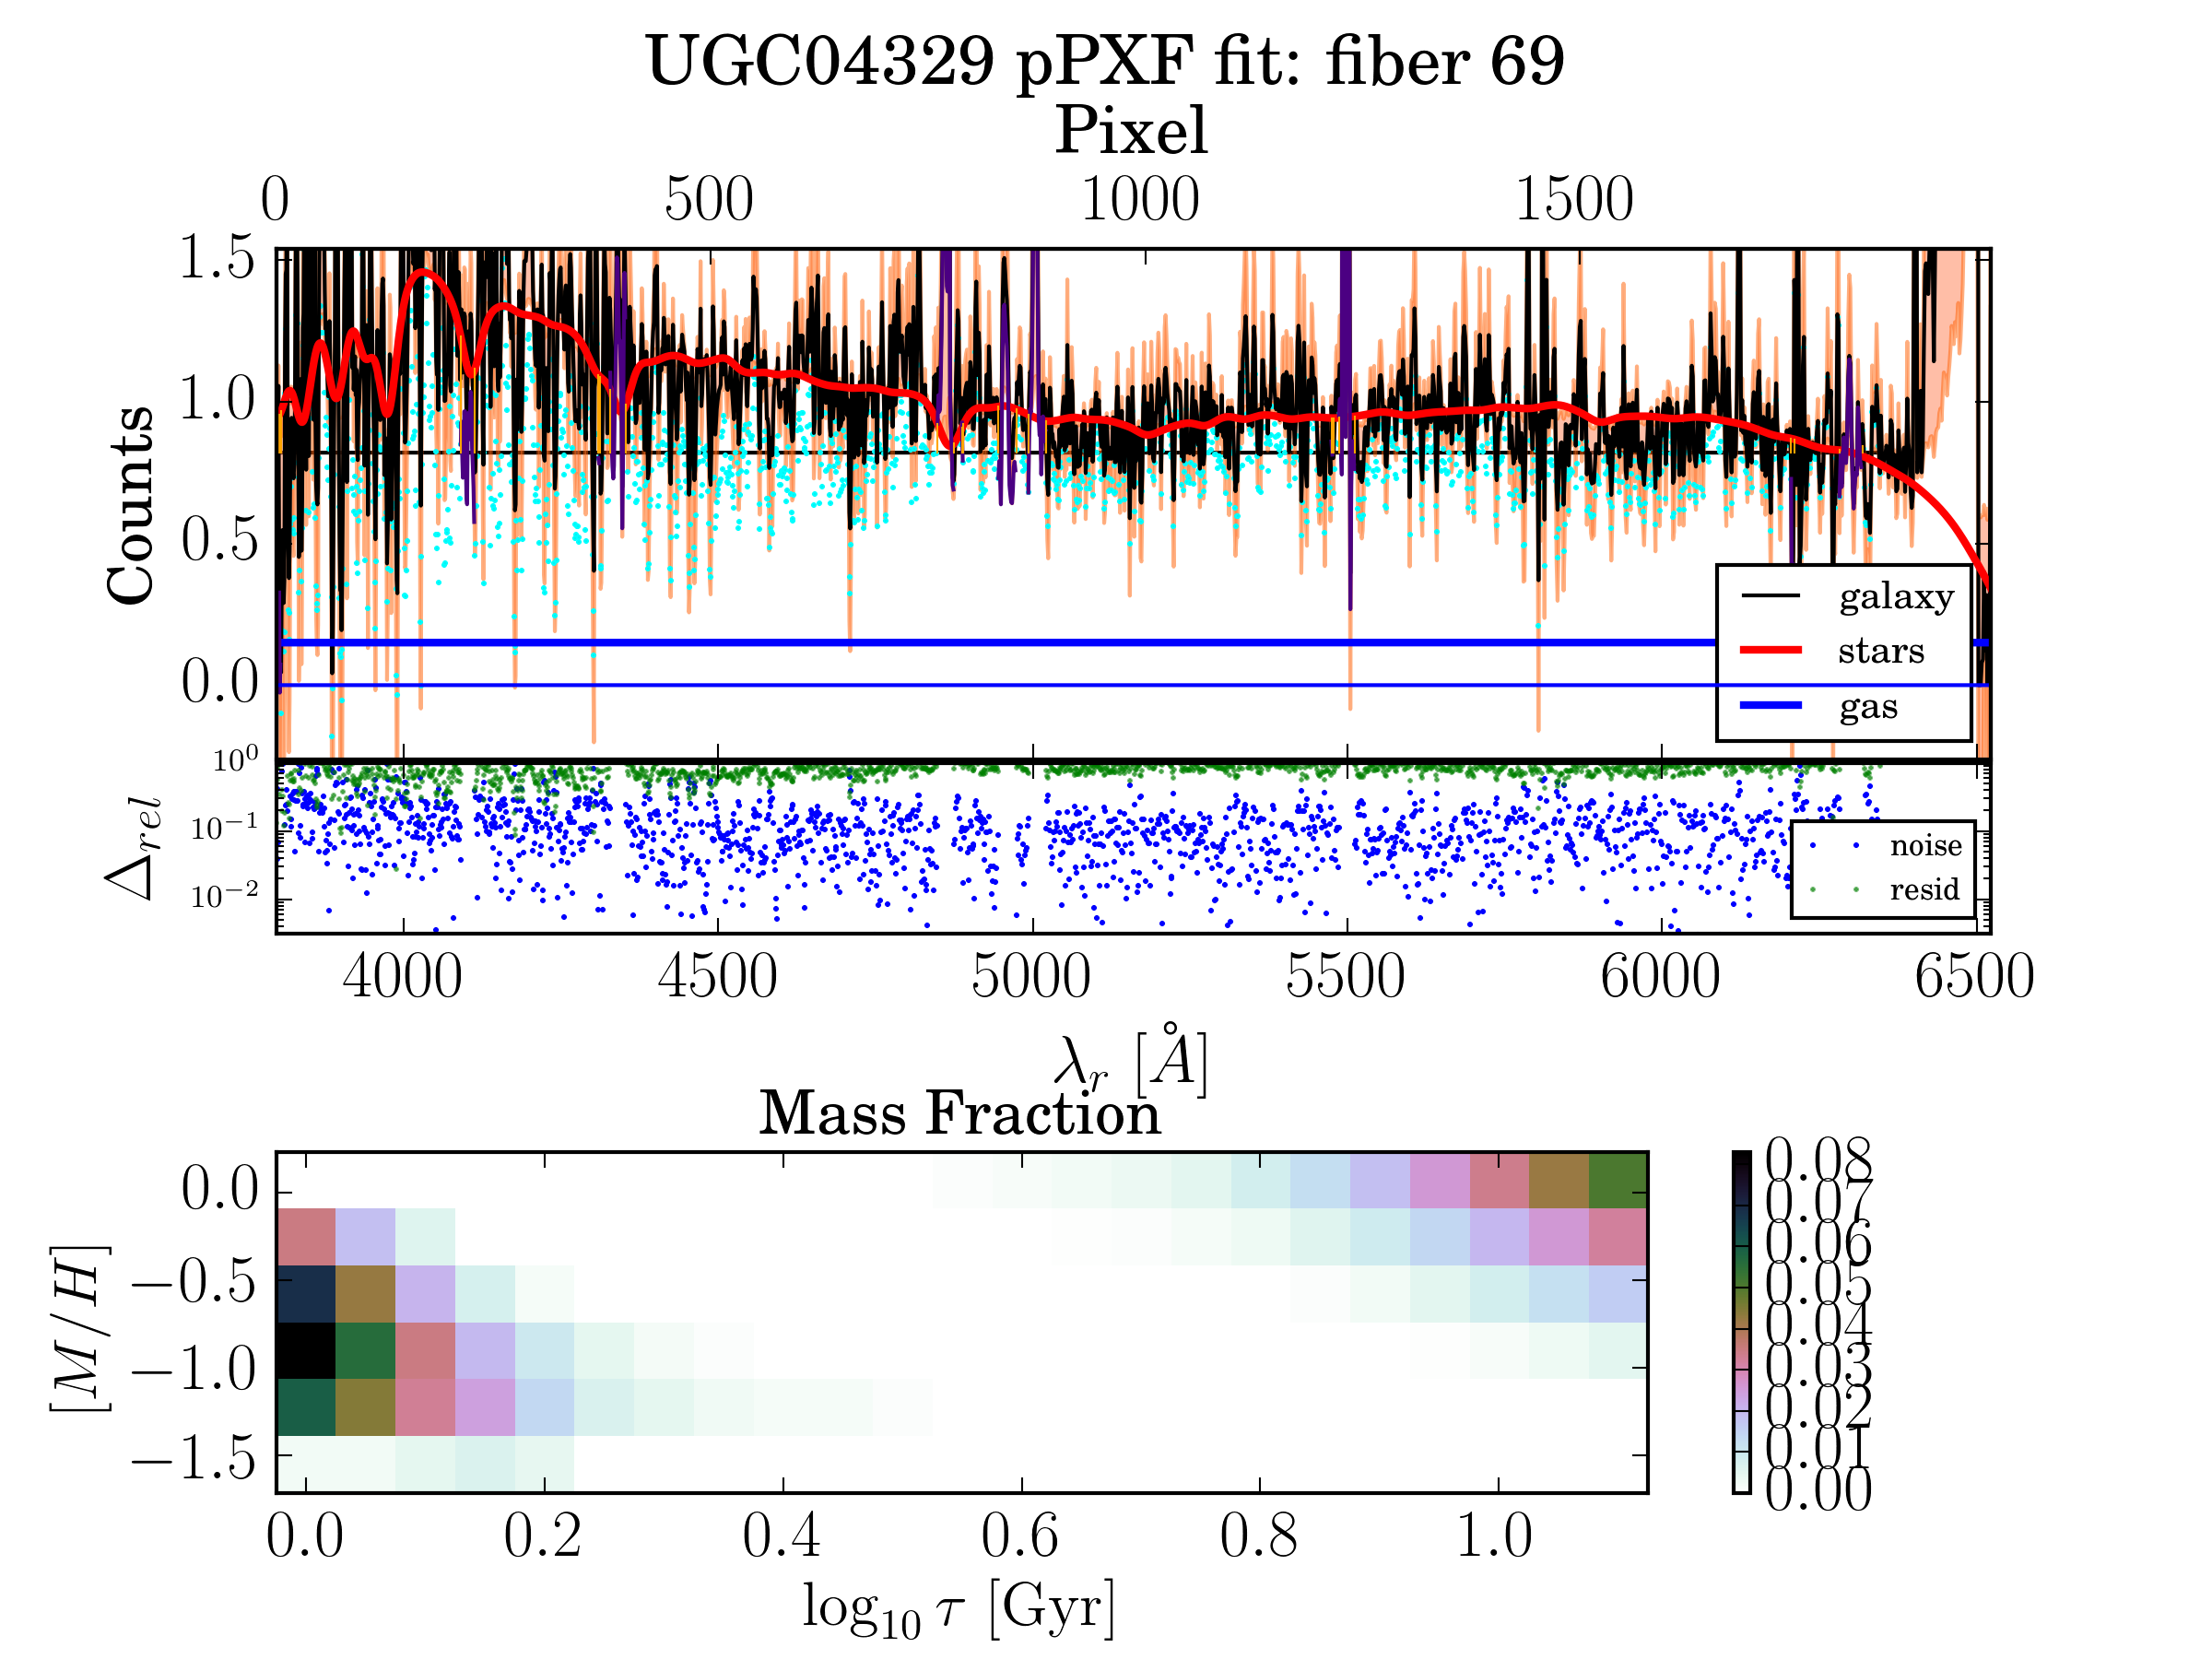 UGC04329 pPXF fit: fiber 69
Pixel
0 500 1000 1500
1.5
1.0
0.5
0.0
Counts
galaxy
stars
gas
10^0
10^-1
10^-2
Δ_rel
noise
resid
4000 4500 5000 5500 6000 6500
λ_r [Å]
Mass Fraction
0.0
−0.5
−1.0
−1.5
[M/H]
0.08
0.07
0.06
0.05
0.04
0.03
0.02
0.01
0.00
0.0 0.2 0.4 0.6 0.8 1.0
log_10 τ [Gyr]